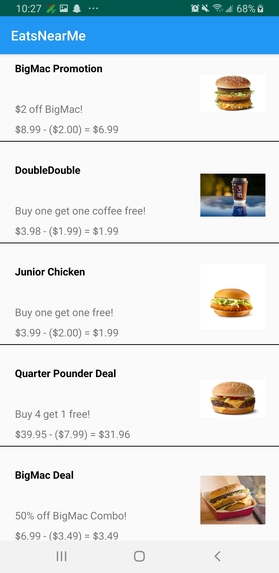 10:27 68%
EatsNearMe
BigMac Promotion
$2 off BigMac!
$8.99 - ($2.00) = $6.99
DoubleDouble
Buy one get one coffee free!
$3.98 - ($1.99) = $1.99
Junior Chicken
Buy one get one free!
$3.99 - ($2.00) = $1.99
Quarter Pounder Deal
Buy 4 get 1 free!
$39.95 - ($7.99) = $31.96
BigMac Deal
50% off BigMac Combo!
$6.99 - ($3.49) = $3.49